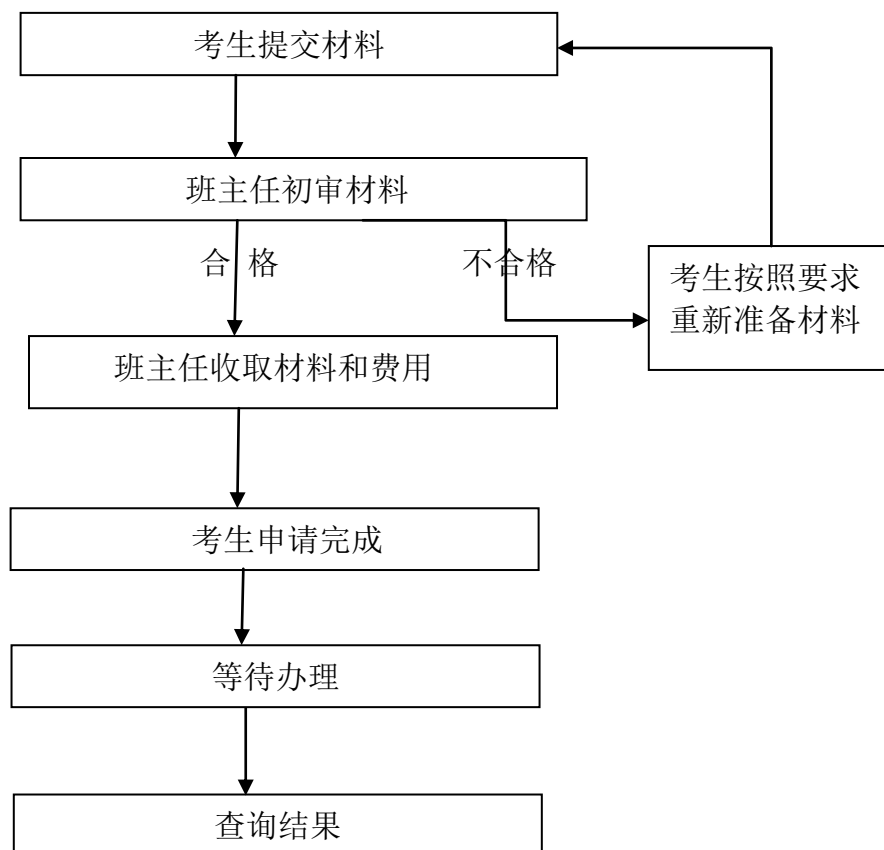 考生提交材料
班主任初审材料
合 格
不合格
考生按照要求
重新准备材料
班主任收取材料和费用
考生申请完成
等待办理
查询结果